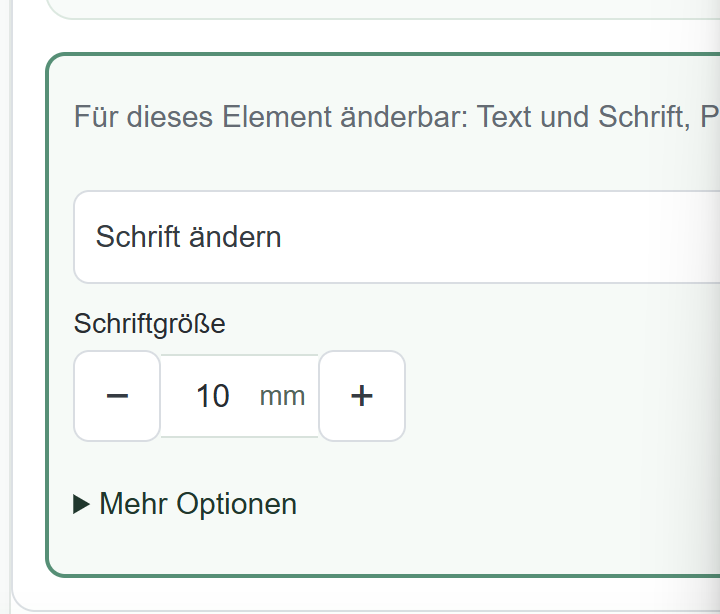 Für dieses Element änderbar: Text und Schrift, P
Schrift ändern
Schriftgröße
− 10 mm +
Mehr Optionen